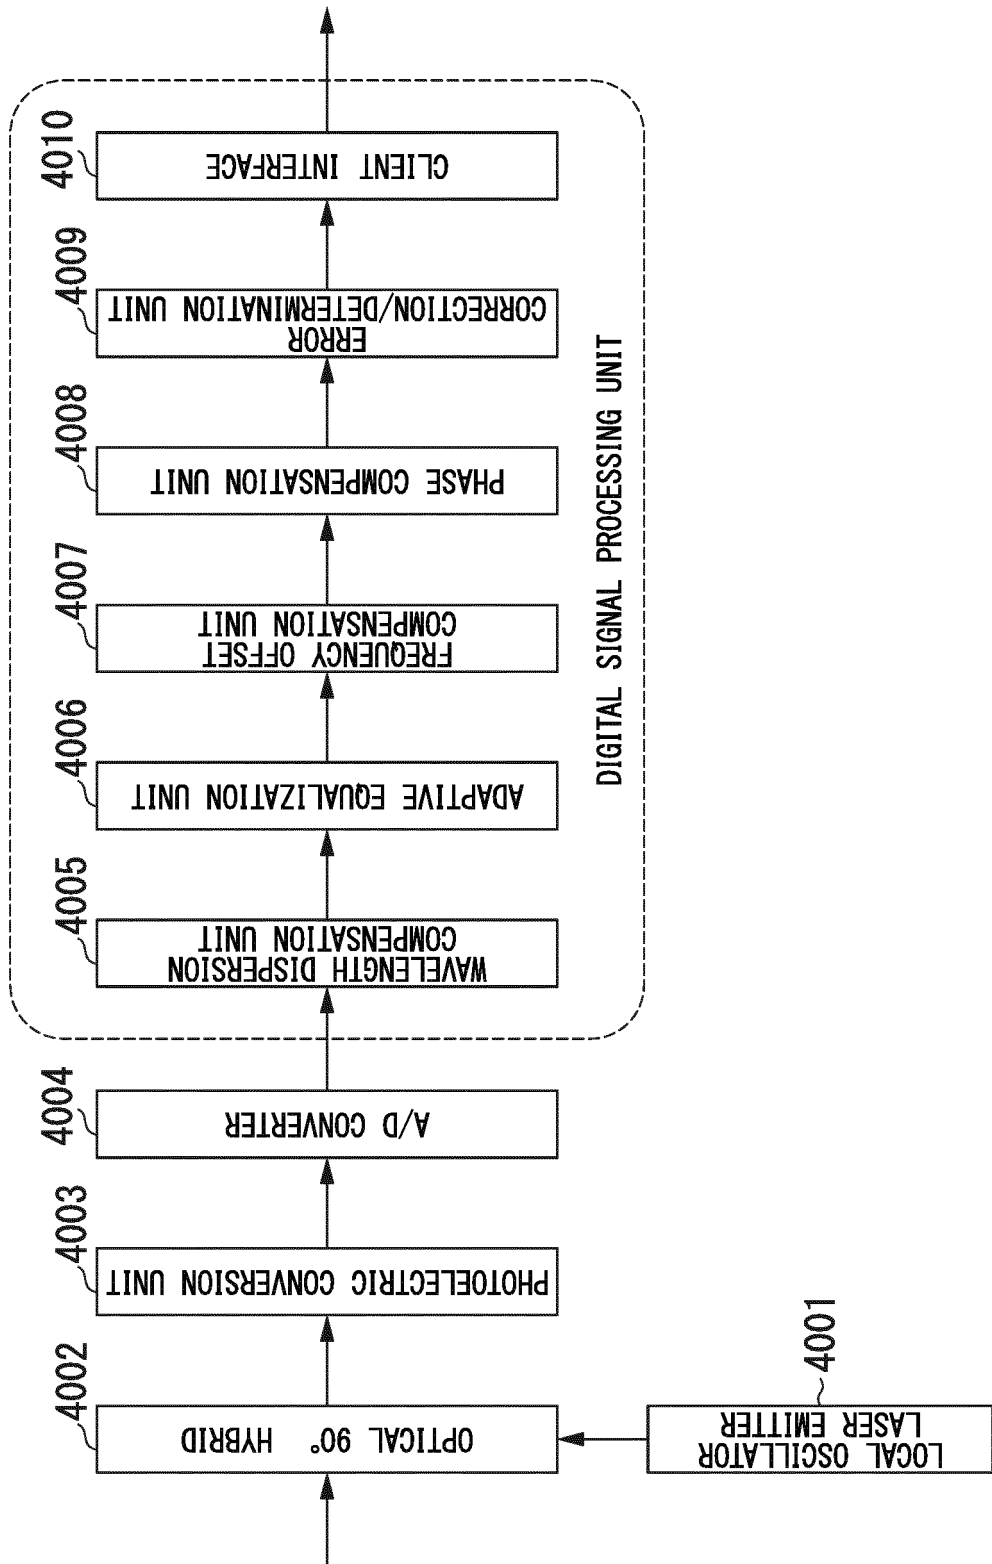 4001
LOCAL OSCILLATOR
LASER EMITTER
4002
OPTICAL 90° HYBRID
4003
PHOTOELECTRIC CONVERSION UNIT
4004
A/D CONVERTER
4005
WAVELENGTH DISPERSION
COMPENSATION UNIT
4006
ADAPTIVE EQUALIZATION UNIT
4007
FREQUENCY OFFSET
COMPENSATION UNIT
4008
PHASE COMPENSATION UNIT
4009
ERROR
CORRECTION/DETERMINATION UNIT
4010
CLIENT INTERFACE
DIGITAL SIGNAL PROCESSING UNIT